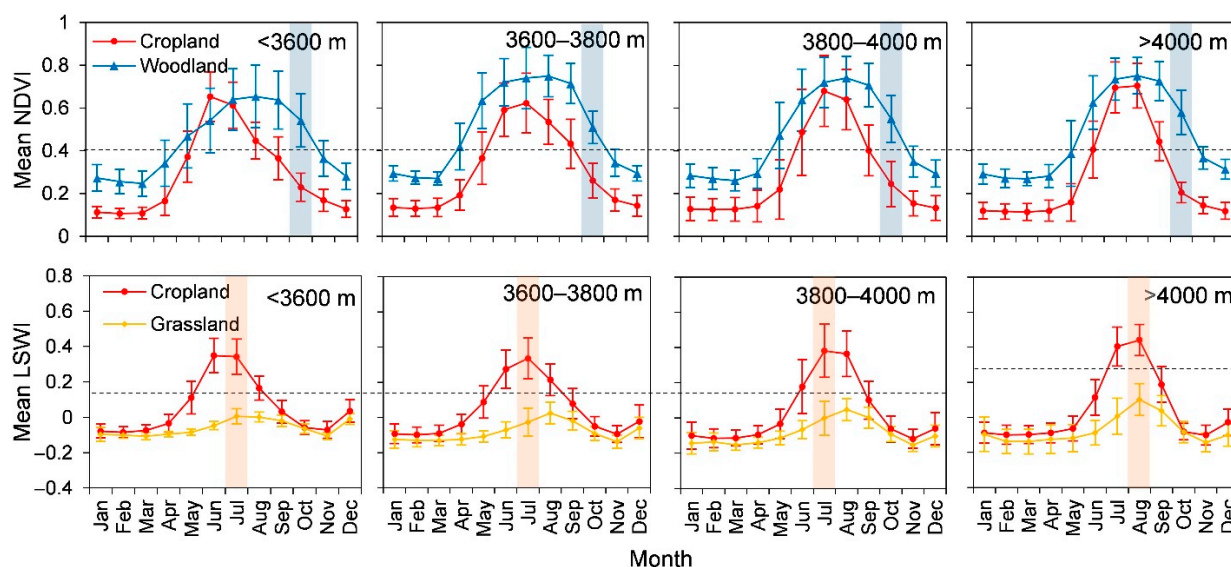 Mean NDVI
1
0.8
0.6
0.4
0.2
0
Cropland
Woodland
<3600 m
3600–3800 m
3800–4000 m
>4000 m
Mean LSWI
0.8
0.6
0.4
0.2
0
–0.2
–0.4
Cropland
Grassland
<3600 m
3600–3800 m
3800–4000 m
>4000 m
Jan Feb Mar Apr May Jun Jul Aug Sep Oct Nov Dec
Jan Feb Mar Apr May Jun Jul Aug Sep Oct Nov Dec
Jan Feb Mar Apr May Jun Jul Aug Sep Oct Nov Dec
Jan Feb Mar Apr May Jun Jul Aug Sep Oct Nov Dec
Month